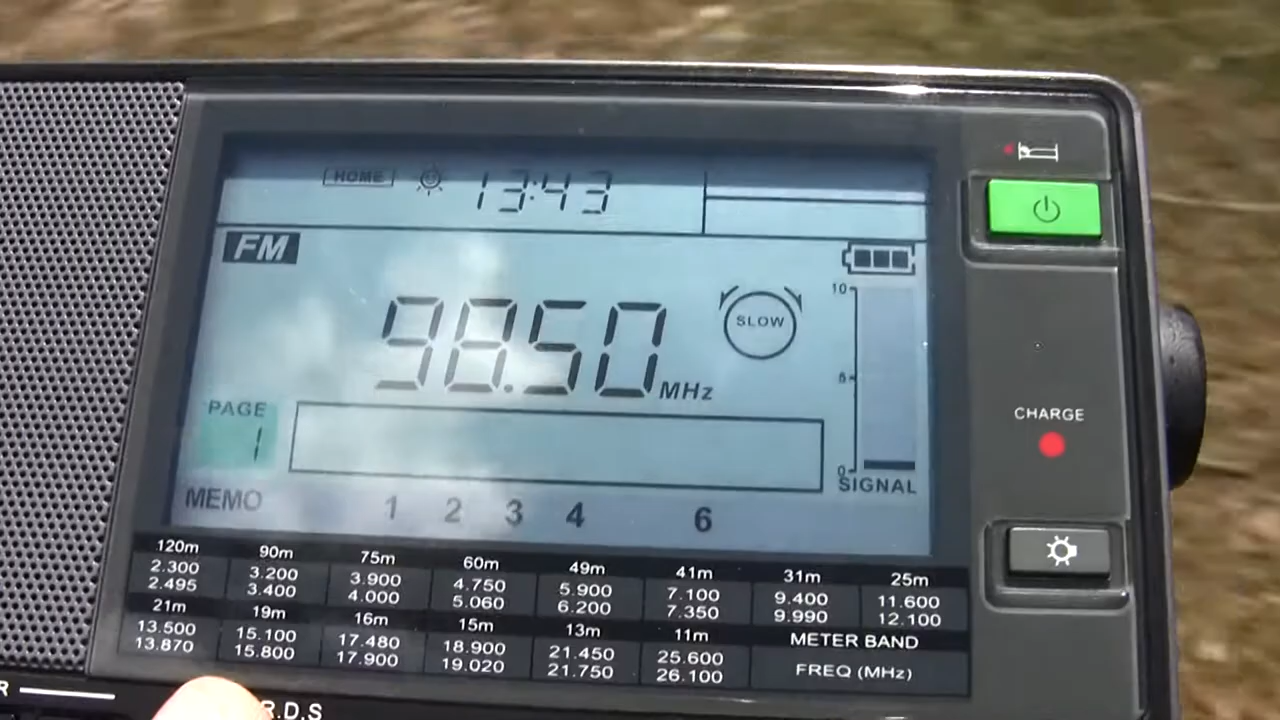 HOME 13:43
FM
98.50 MHz
SLOW
10
5
0
SIGNAL
PAGE
1
MEMO 1 2 3 4 6
CHARGE
120m 90m 75m 60m 49m 41m 31m 25m
2.300 3.200 3.900 4.750 5.900 7.100 9.400 11.600
2.495 3.400 4.000 5.060 6.200 7.350 9.990 12.100
21m 19m 16m 15m 13m 11m METER BAND
13.500 15.100 17.480 18.900 21.450 25.600 FREQ (MHz)
13.870 15.800 17.900 19.020 21.750 26.100
R.D.S